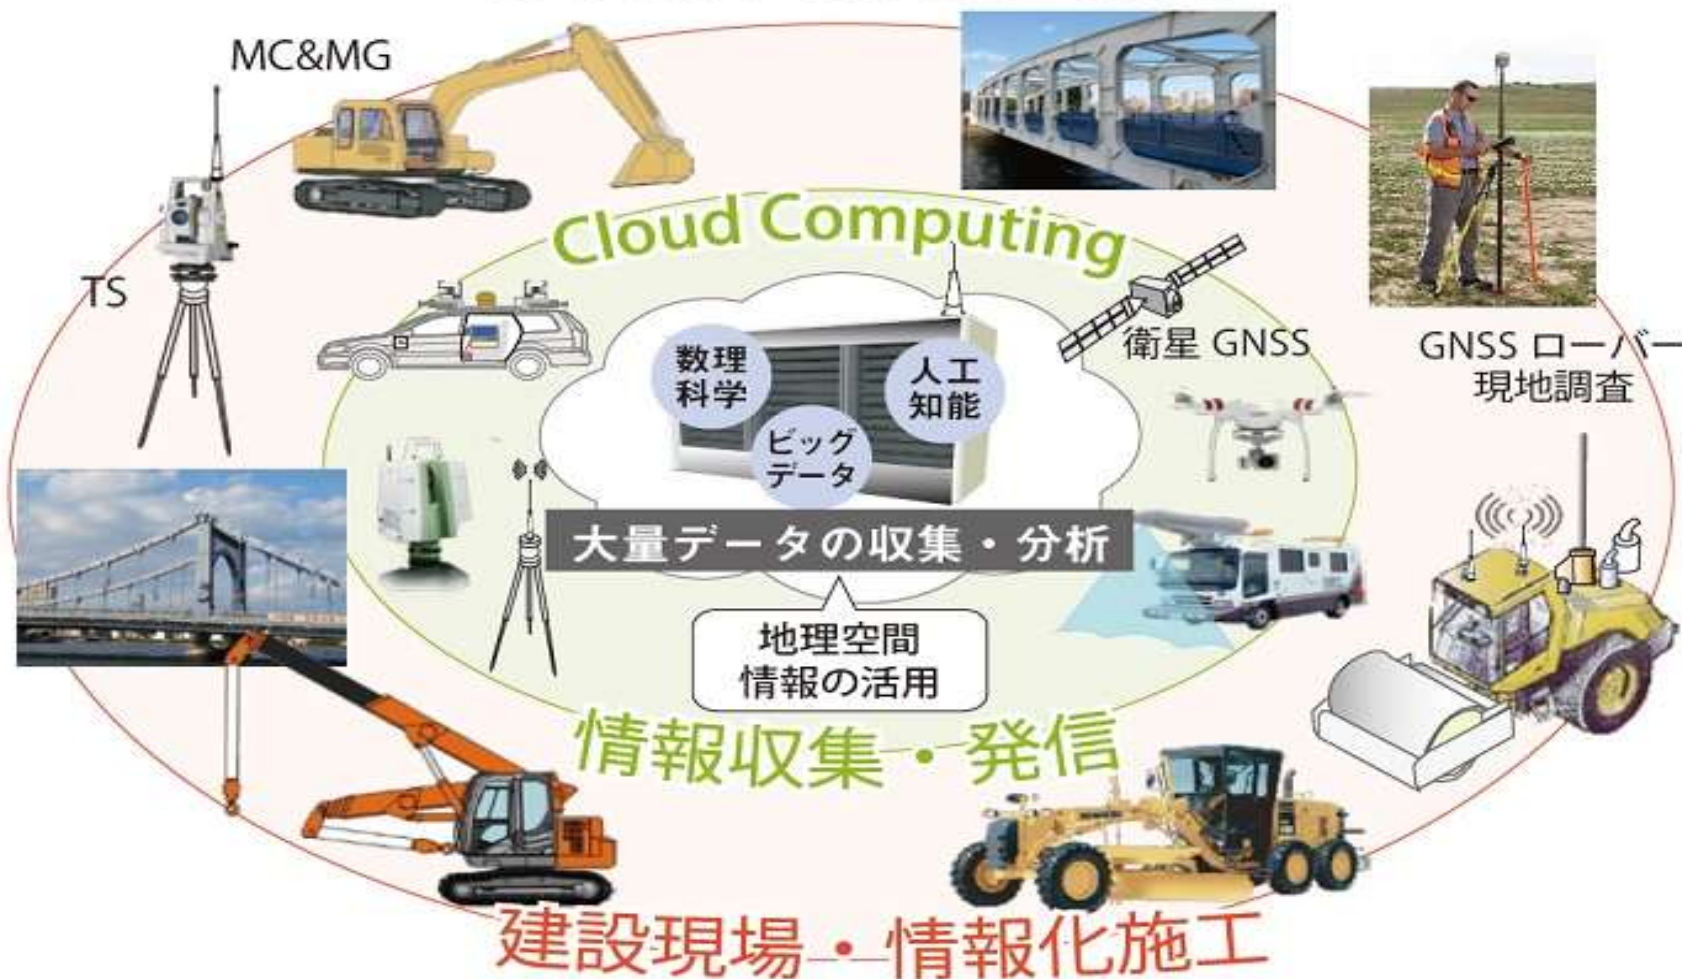 MC&MG
TS
Cloud Computing
衛星 GNSS
GNSS ローバー
現地調査
数理
科学
人工
知能
ビッグ
データ
大量データの収集・分析
地理空間
情報の活用
情報収集・発信
建設現場・情報化施工